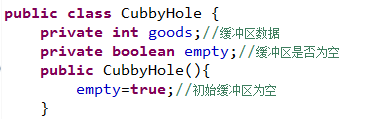 public class CubbyHole {
private int goods;//缓冲区数据
private boolean empty;//缓冲区是否为空
public CubbyHole(){
empty=true;//初始缓冲区为空
}